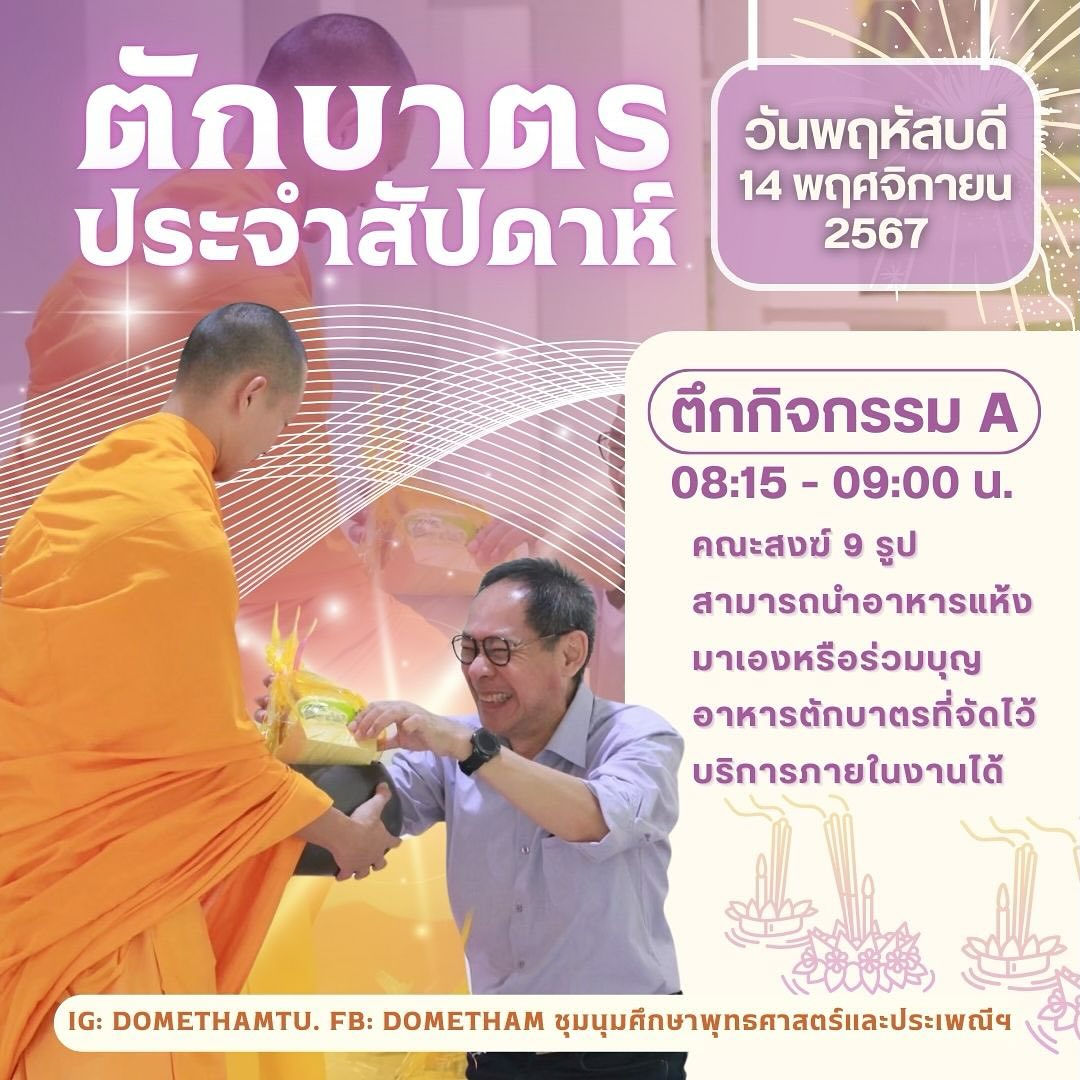 ตักบาตร
ประจำสัปดาห์
วันพฤหัสบดี
14 พฤศจิกายน
2567
ตึกกิจกรรม A
08:15 - 09:00 น.
คณะสงฆ์ 9 รูป
สามารถนำอาหารแห้ง
มาเองหรือร่วมบุญ
อาหารตักบาตรที่จัดไว้
บริการภายในงานได้
IG: DOMETHAMTU. FB: DOMETHAM ชุมนุมศึกษาพุทธศาสตร์และประเพณีฯ